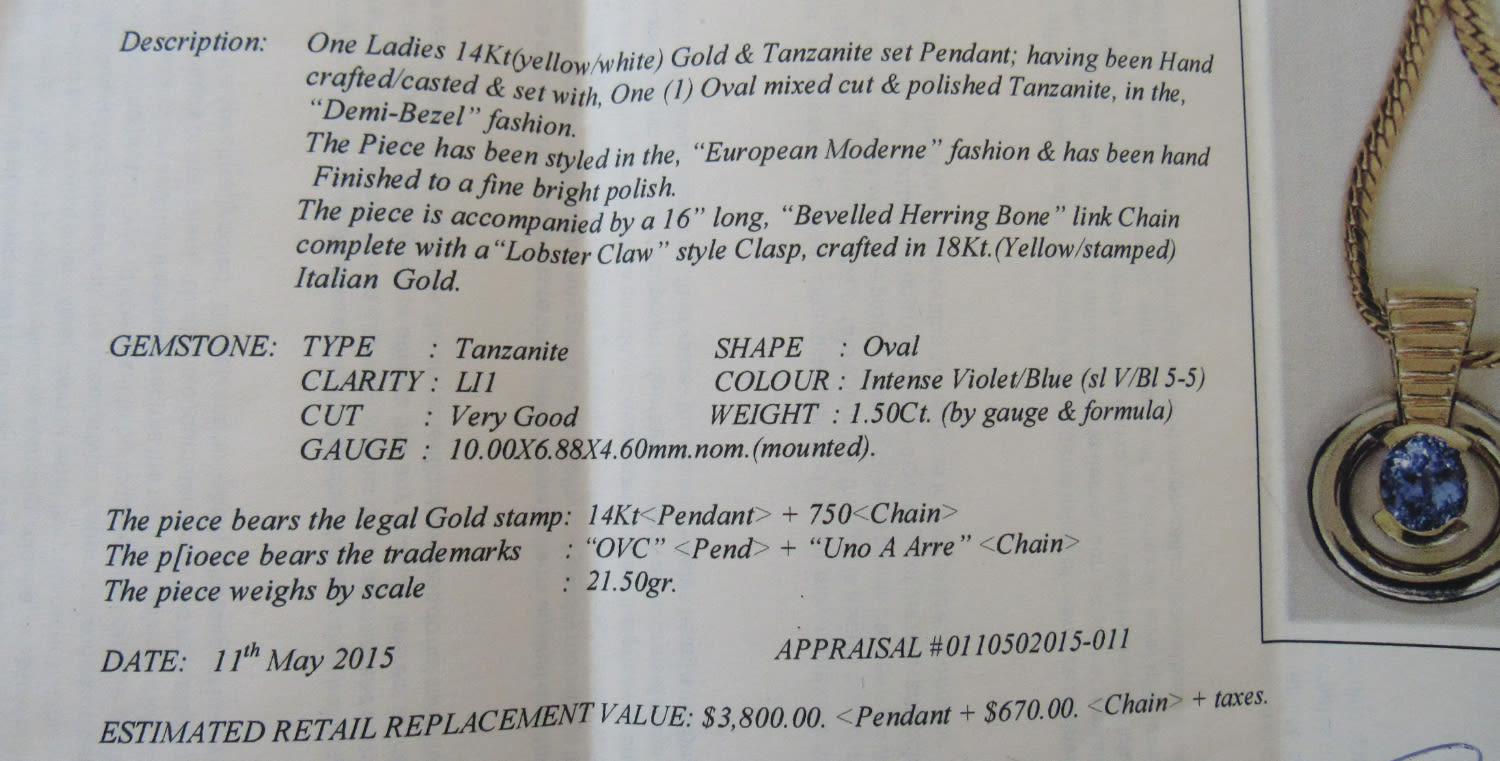 Description: One Ladies 14Kt(yellow/white) Gold & Tanzanite set Pendant; having been Hand
crafted/casted & set with, One (1) Oval mixed cut & polished Tanzanite, in the,
“Demi-Bezel” fashion.
The Piece has been styled in the, “European Moderne” fashion & has been hand
Finished to a fine bright polish.
The piece is accompanied by a 16” long, “Bevelled Herring Bone” link Chain
complete with a“Lobster Claw” style Clasp, crafted in 18Kt.(Yellow/stamped)
Italian Gold.
GEMSTONE: TYPE : Tanzanite SHAPE : Oval
CLARITY : LI1 COLOUR : Intense Violet/Blue (sl V/Bl 5-5)
CUT : Very Good WEIGHT : 1.50Ct. (by gauge & formula)
GAUGE : 10.00X6.88X4.60mm.nom.(mounted).
The piece bears the legal Gold stamp: 14Kt<Pendant> + 750<Chain>
The p[ioece bears the trademarks : “OVC” <Pend> + “Uno A Arre” <Chain>
The piece weighs by scale : 21.50gr.
DATE: 11th May 2015 APPRAISAL #0110502015-011
ESTIMATED RETAIL REPLACEMENT VALUE: $3,800.00. <Pendant + $670.00. <Chain> + taxes.